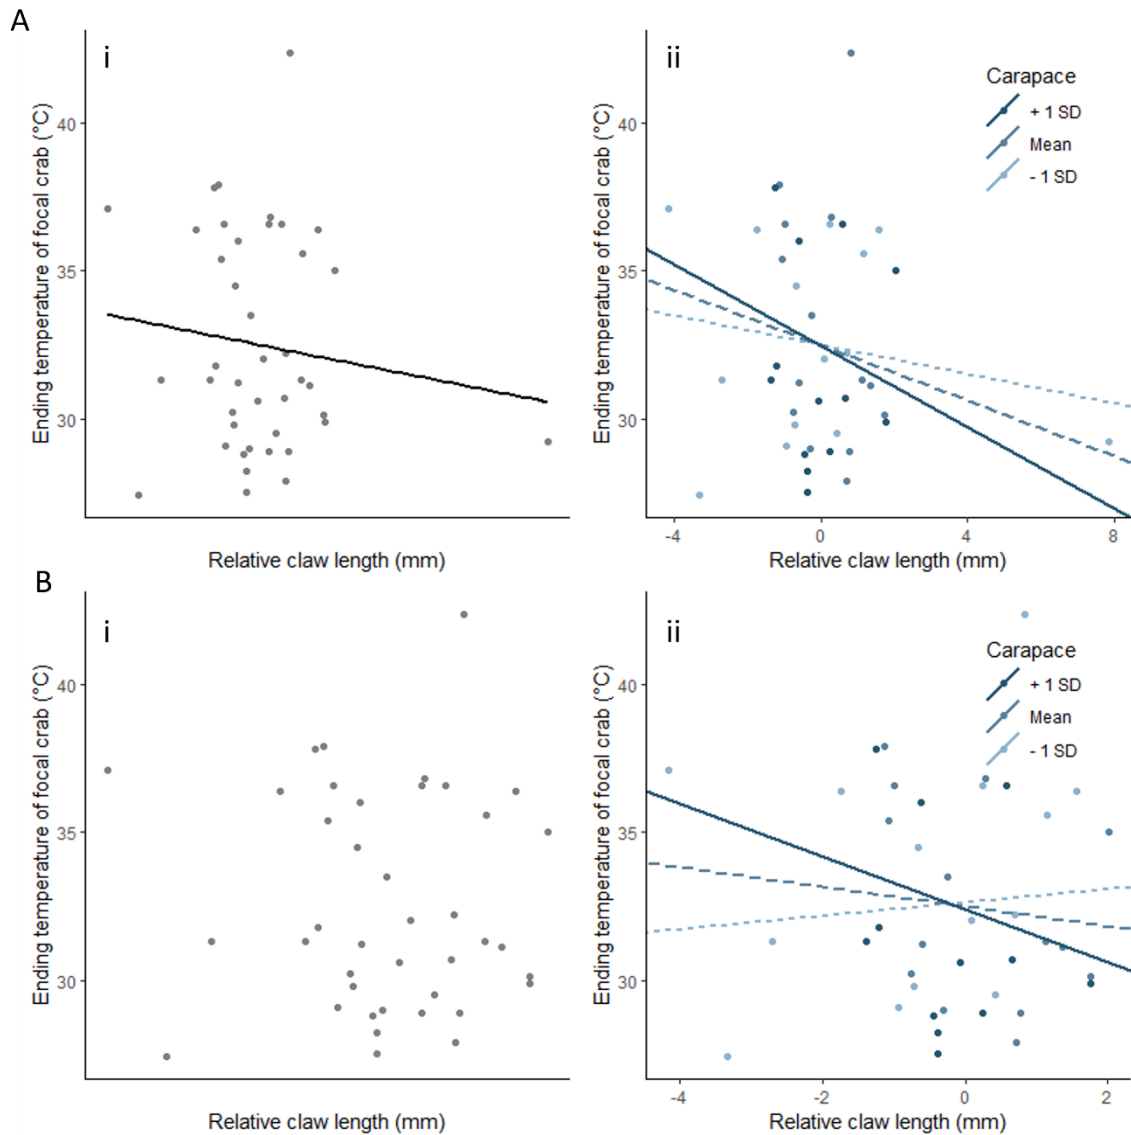 A
i
Ending temperature of focal crab (°C)
40
35
30
Relative claw length (mm)
ii
Ending temperature of focal crab (°C)
40
35
30
Carapace
+ 1 SD
Mean
- 1 SD
-4 0 4 8
Relative claw length (mm)
B
i
Ending temperature of focal crab (°C)
40
35
30
Relative claw length (mm)
ii
Ending temperature of focal crab (°C)
40
35
30
Carapace
+ 1 SD
Mean
- 1 SD
-4 -2 0 2
Relative claw length (mm)